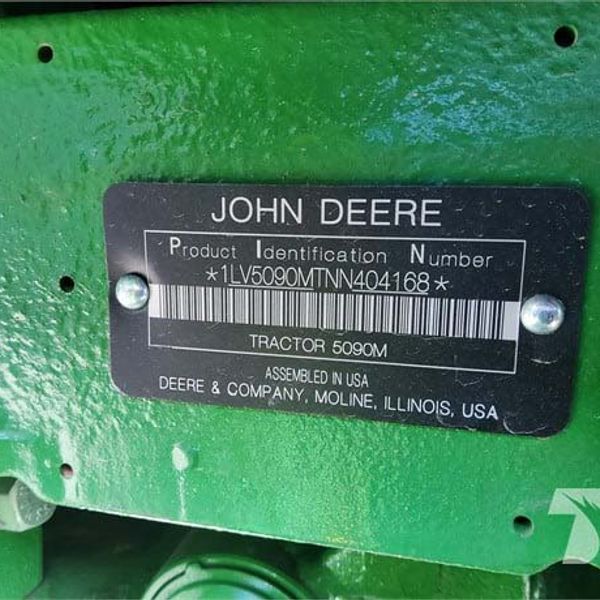 JOHN DEERE
Product Identification Number
*1LV5090MTNN404168*
TRACTOR 5090M
ASSEMBLED IN USA
DEERE & COMPANY, MOLINE, ILLINOIS, USA